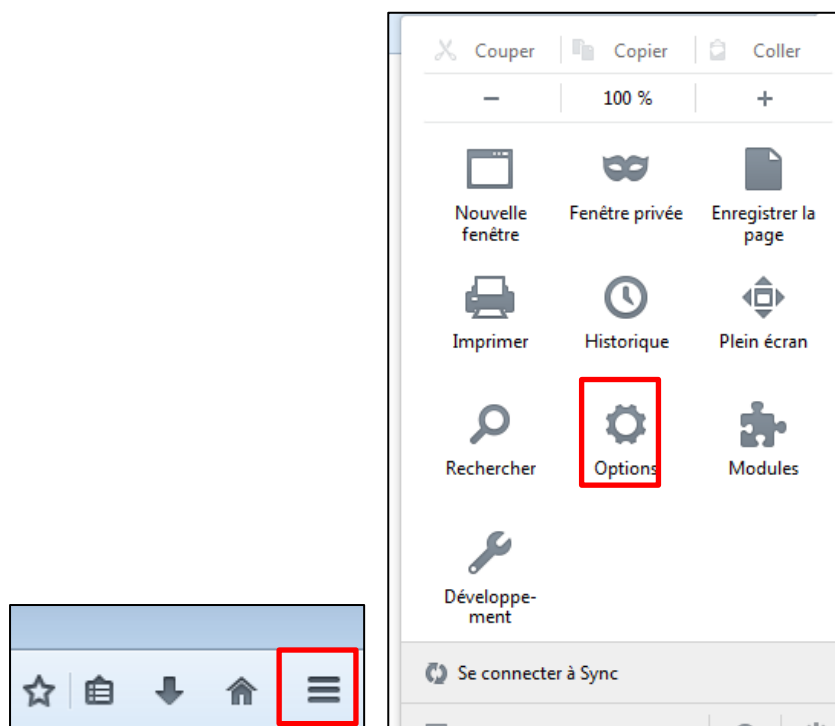 Couper Copier Coller
− 100 % +
Nouvelle fenêtre
Fenêtre privée
Enregistrer la page
Imprimer Historique Plein écran
Rechercher Options Modules
Développe-
ment
Se connecter à Sync